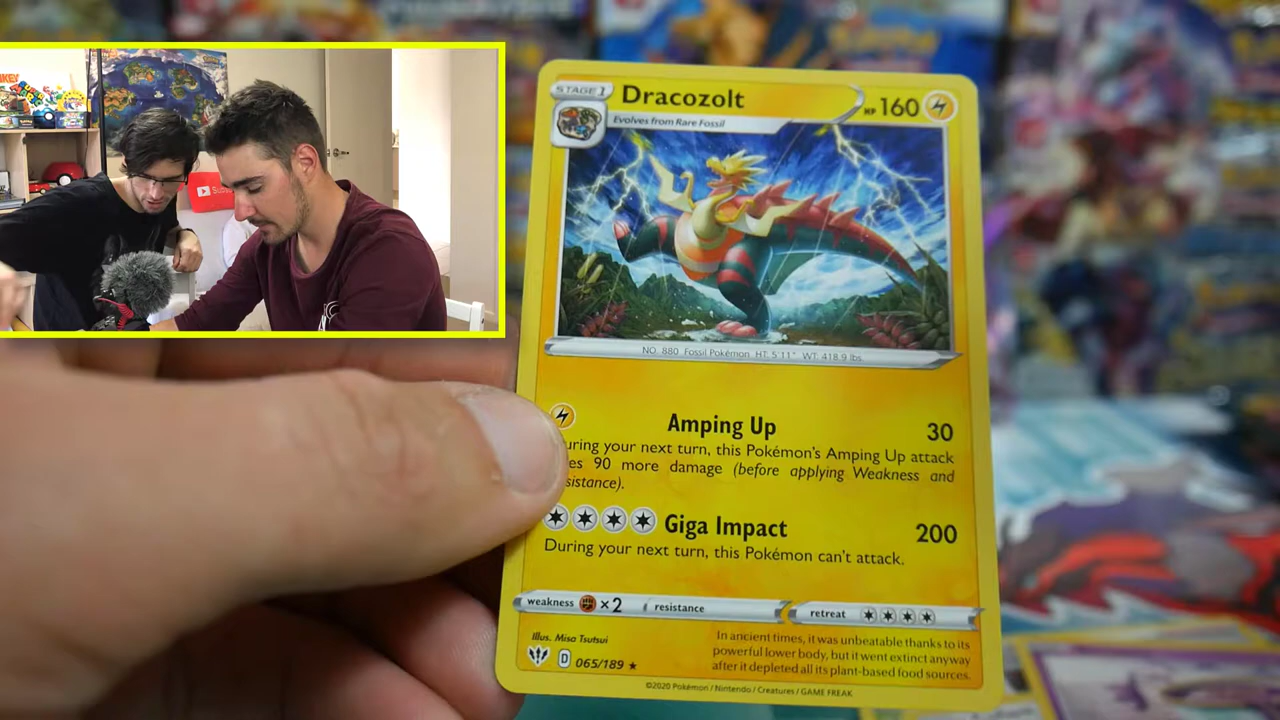 STAGE 1
Dracozolt
HP 160
Evolves from Rare Fossil
NO. 880 Fossil Pokémon HT: 5'11" WT: 418.9 lbs.
Amping Up 30
uring your next turn, this Pokémon's Amping Up attack
es 90 more damage (before applying Weakness and
sistance).
Giga Impact 200
During your next turn, this Pokémon can't attack.
weakness ×2 resistance retreat
Illus. Misa Tsutsui
D 065/189 ★
In ancient times, it was unbeatable thanks to its
powerful lower body, but it went extinct anyway
after it depleted all its plant-based food sources.
©2020 Pokémon / Nintendo / Creatures / GAME FREAK